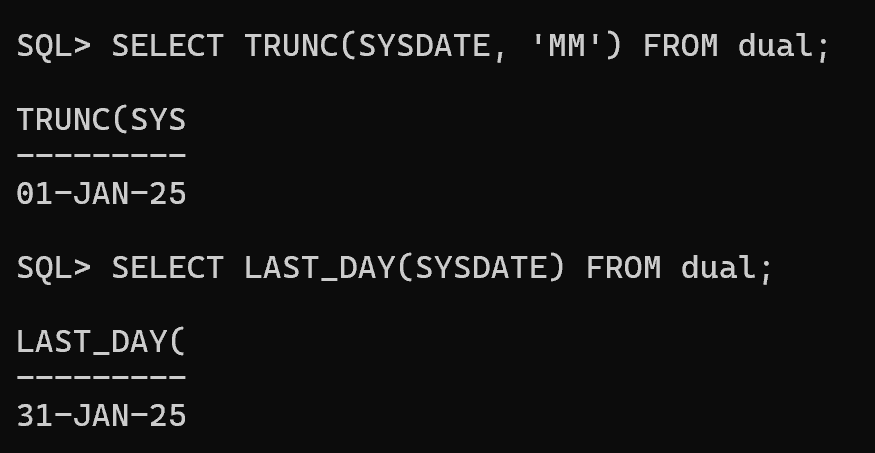 SQL> SELECT TRUNC(SYSDATE, 'MM') FROM dual;
TRUNC(SYS
---------
01-JAN-25
SQL> SELECT LAST_DAY(SYSDATE) FROM dual;
LAST_DAY(
---------
31-JAN-25